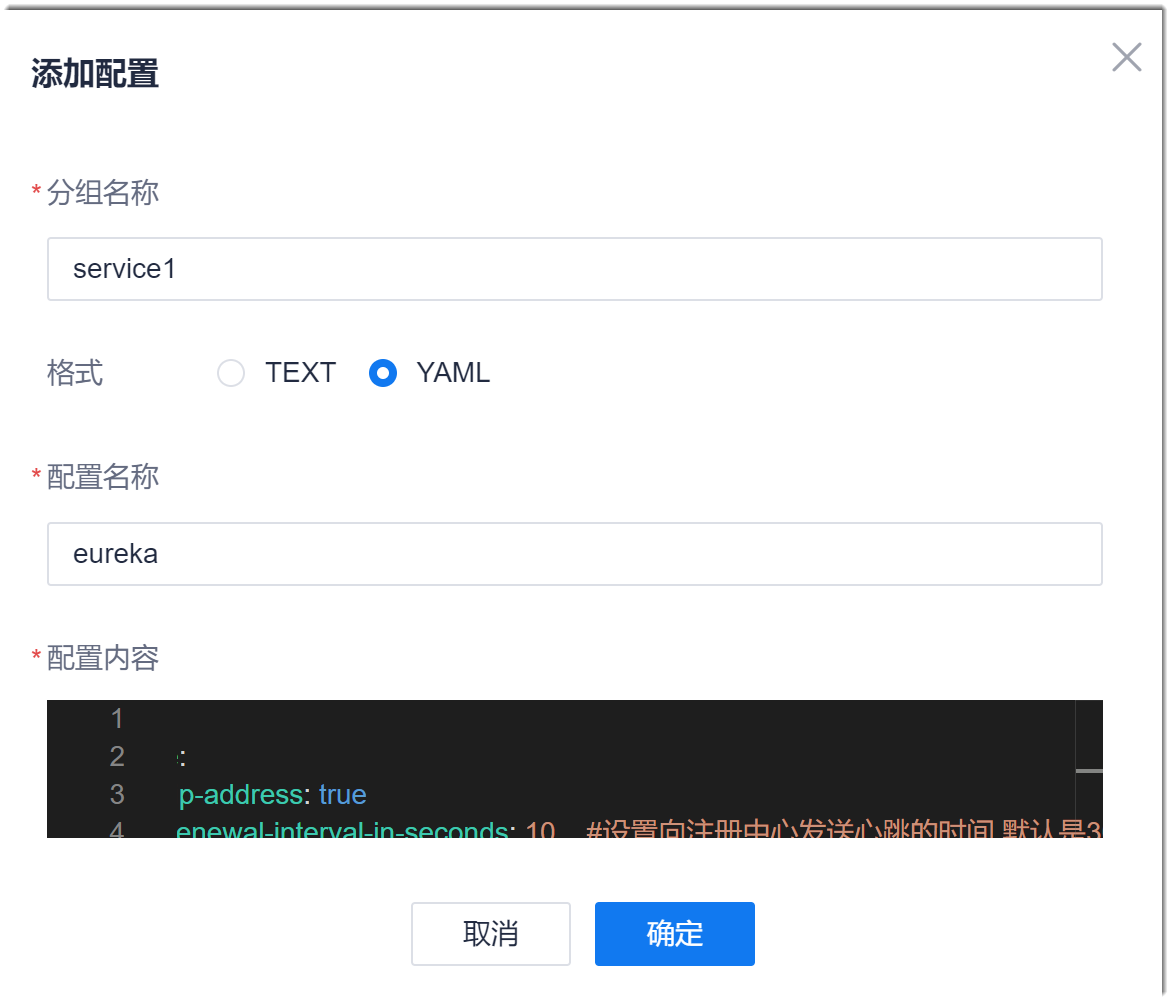 添加配置
* 分组名称
service1
格式 TEXT YAML
* 配置名称
eureka
* 配置内容
1
2 :
3 p-address: true
4 enewal-interval-in-seconds: 10 #设置向注册中心发送心跳的时间,默认是3
取消 确定